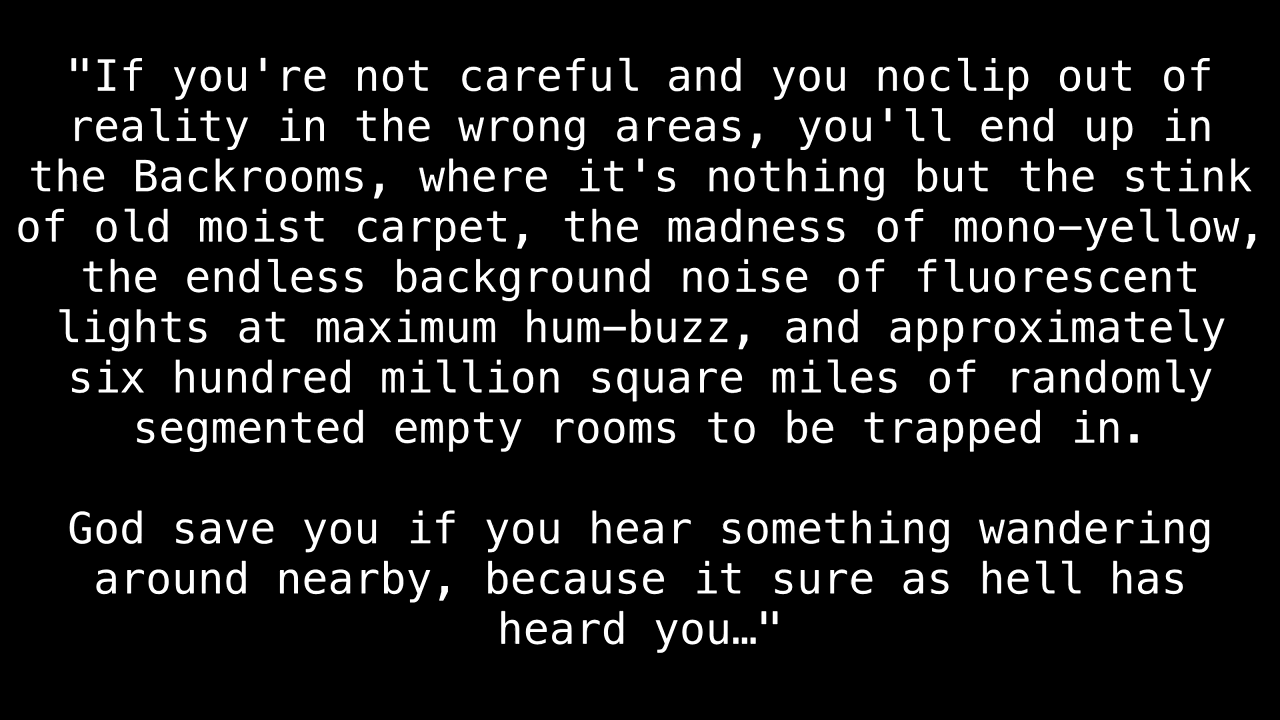 "If you're not careful and you noclip out of
reality in the wrong areas, you'll end up in
the Backrooms, where it's nothing but the stink
of old moist carpet, the madness of mono-yellow,
the endless background noise of fluorescent
lights at maximum hum-buzz, and approximately
six hundred million square miles of randomly
segmented empty rooms to be trapped in.
God save you if you hear something wandering
around nearby, because it sure as hell has
heard you…"